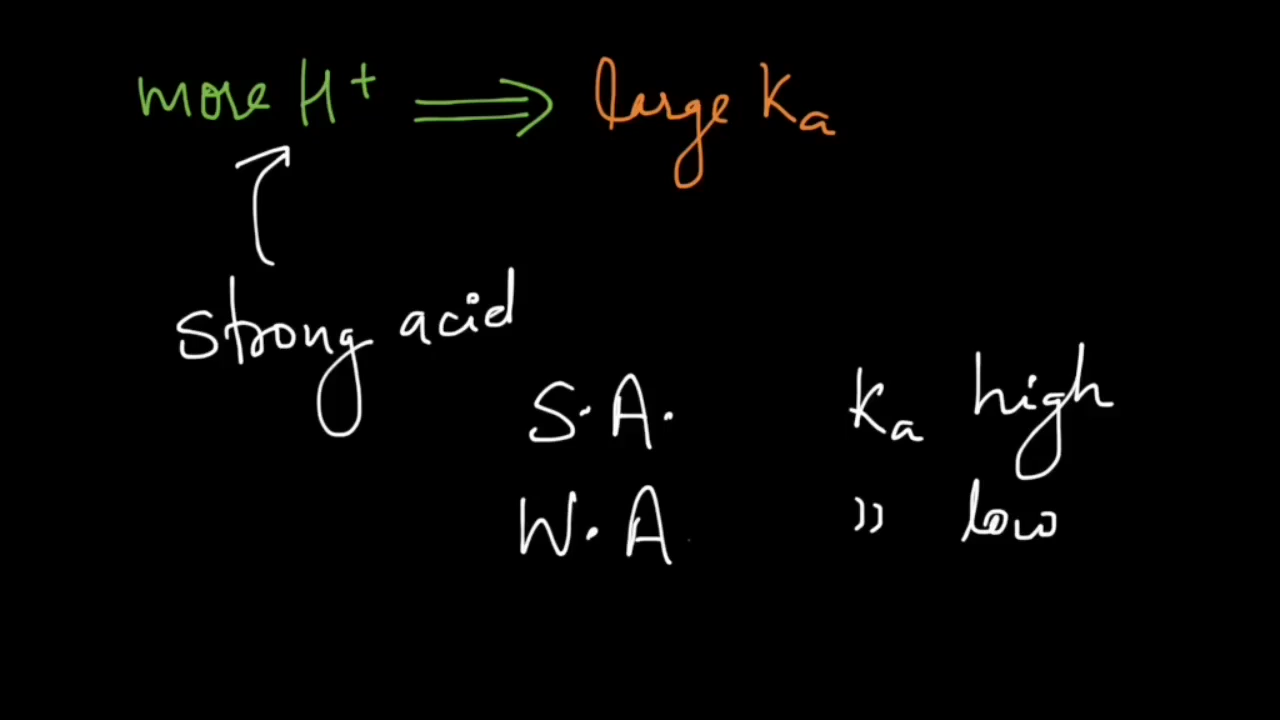 more H+ ⟹ large Ka
strong acid
S.A. Ka high
W.A " low